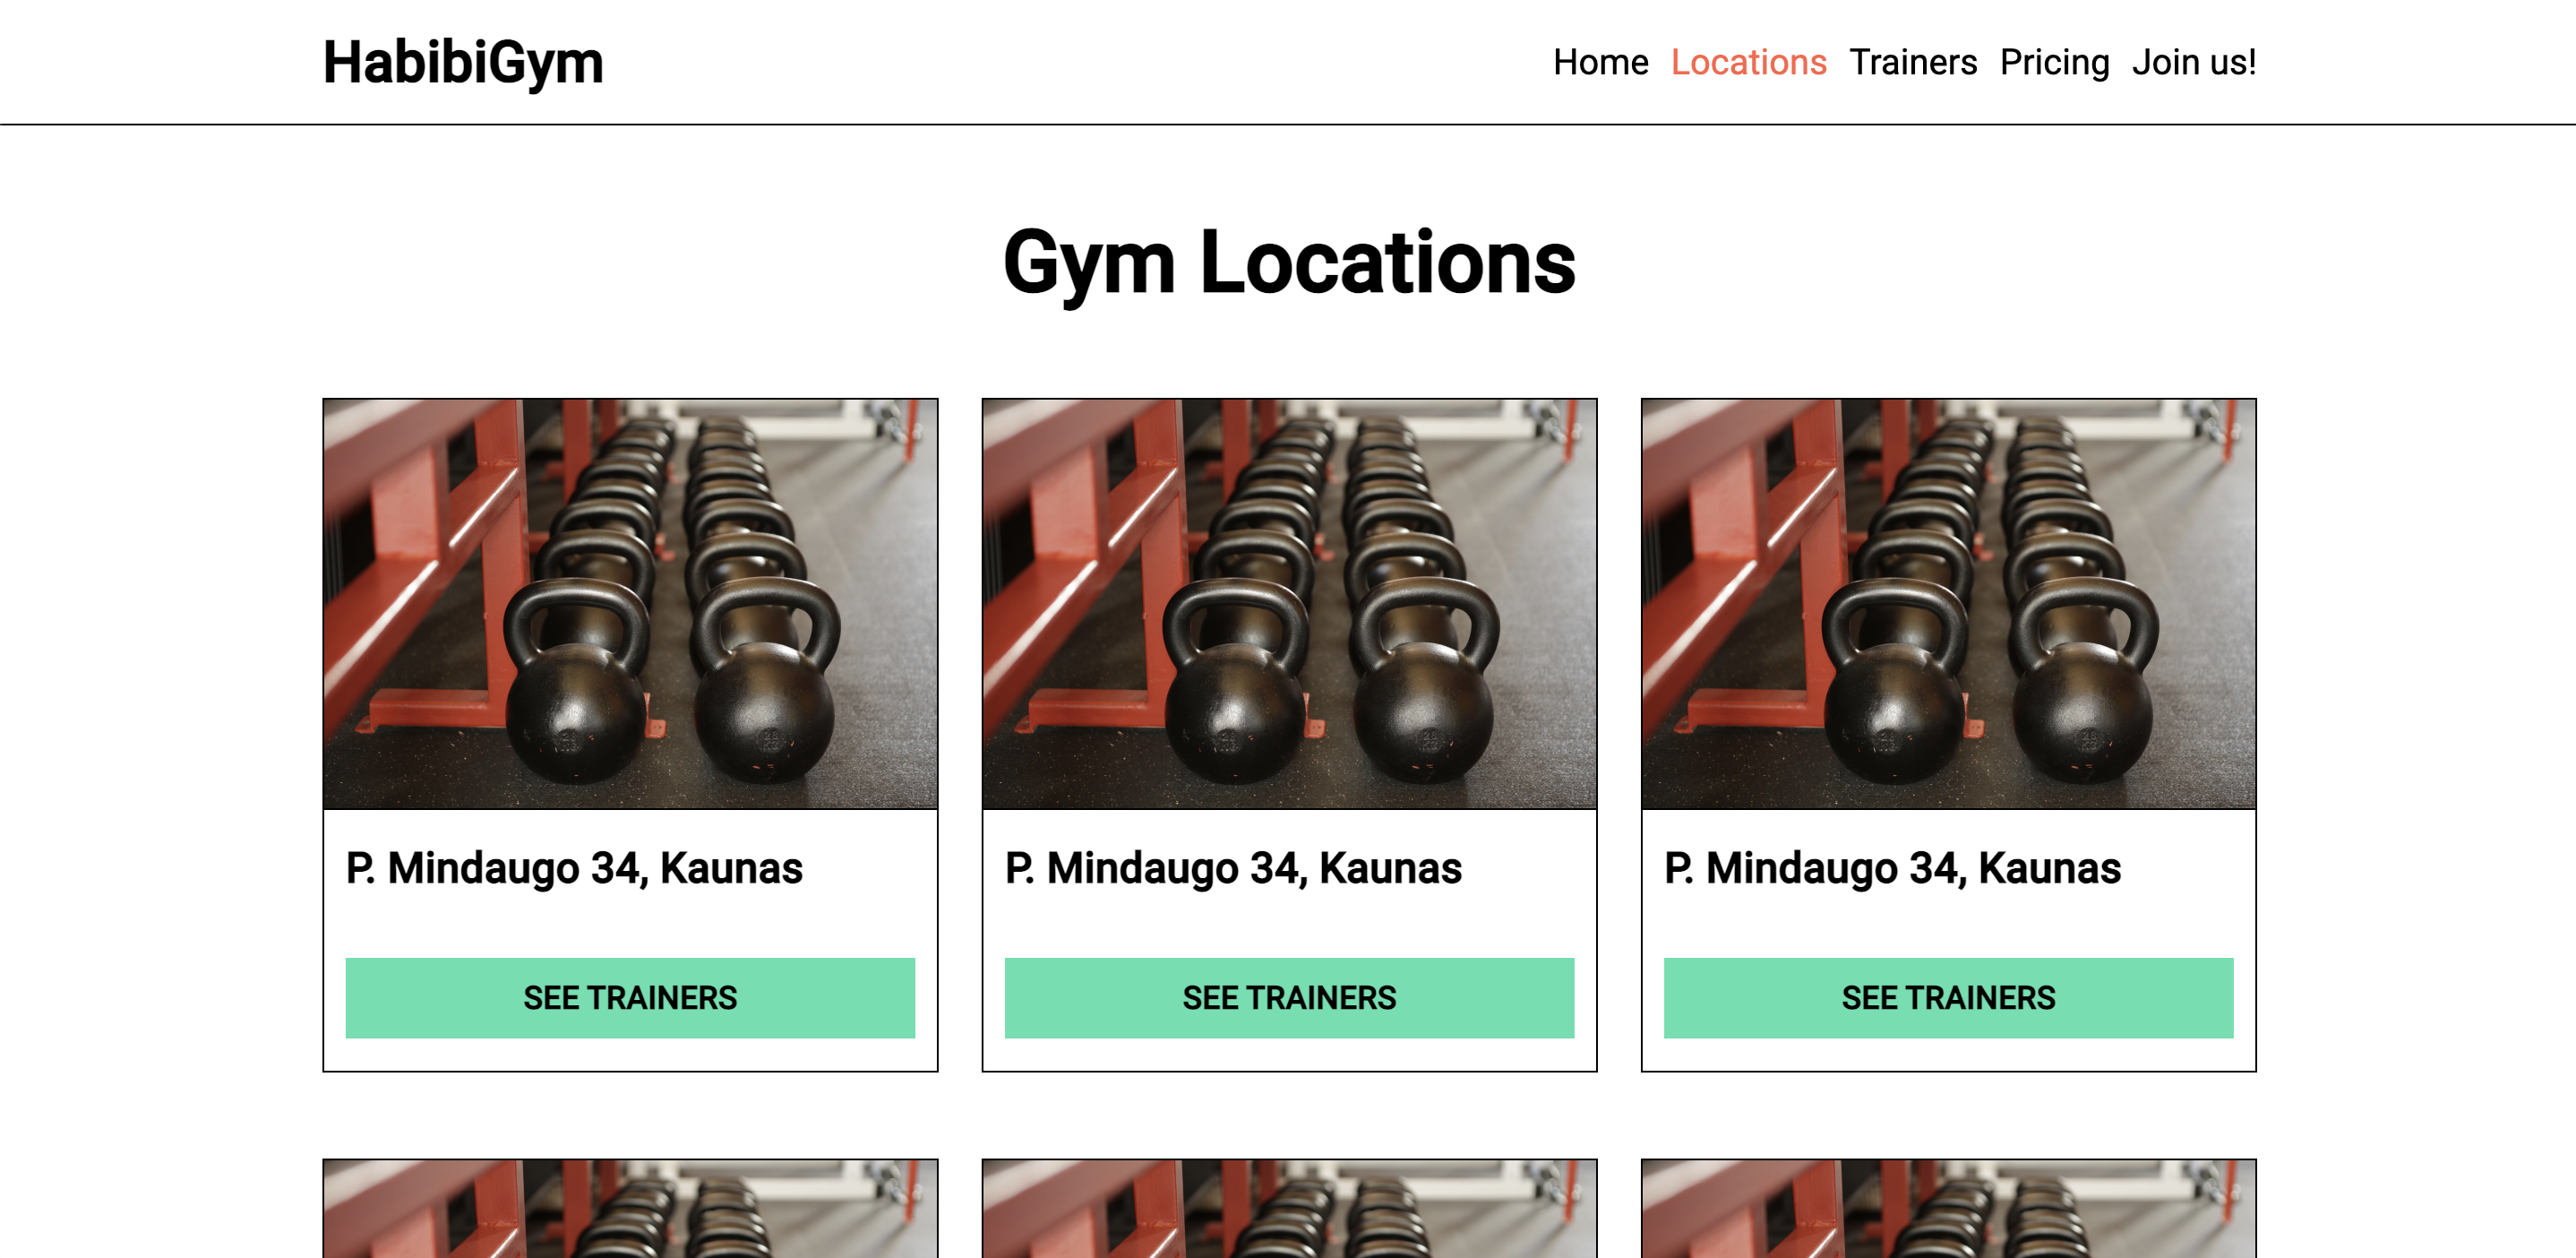 HabibiGym
Home Locations Trainers Pricing Join us!
Gym Locations
P. Mindaugo 34, Kaunas
P. Mindaugo 34, Kaunas
P. Mindaugo 34, Kaunas
SEE TRAINERS
SEE TRAINERS
SEE TRAINERS